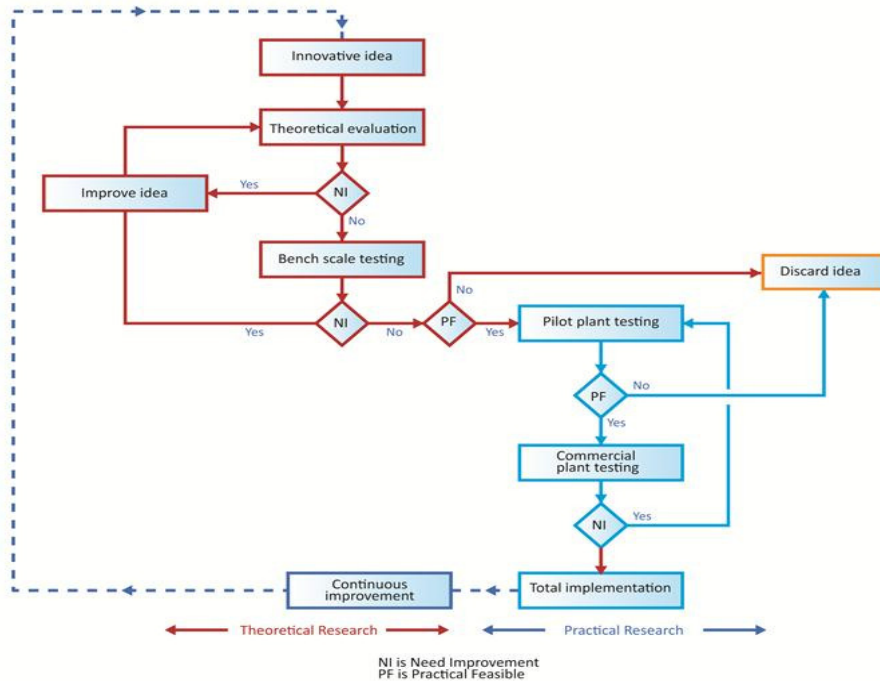 Innovative idea
Theoretical evaluation
Improve idea
Yes
NI
No
Bench scale testing
Discard idea
No
Yes
NI
No
PF
Yes
Pilot plant testing
PF
No
Yes
Commercial
plant testing
NI
Yes
Continuous
improvement
Total implementation
Theoretical Research
Practical Research
NI is Need Improvement
PF is Practical Feasible